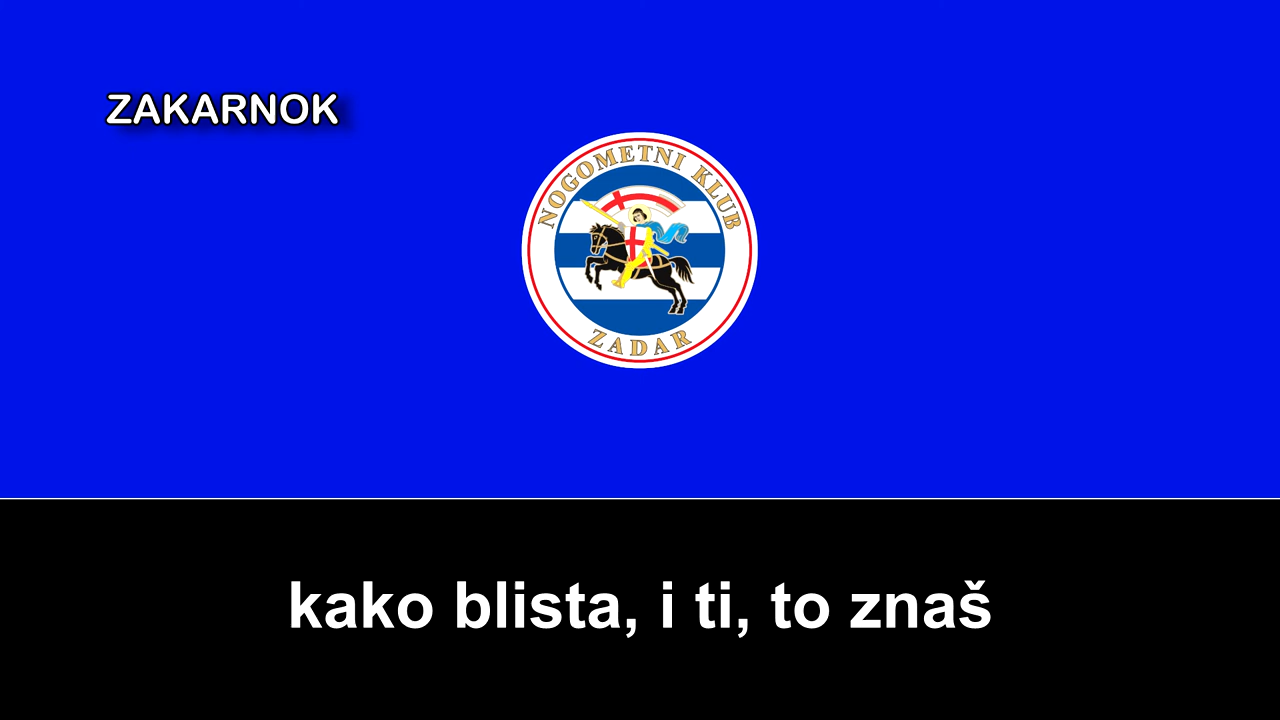 ZAKARNOK
NOGOMETNI KLUB
ZADAR
kako blista, i ti, to znaš